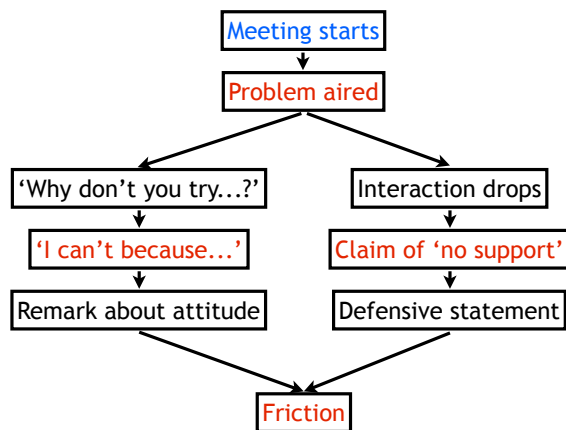 Meeting starts
Problem aired
‘Why don’t you try...?’
Interaction drops
‘I can’t because...’
Claim of ‘no support’
Remark about attitude
Defensive statement
Friction